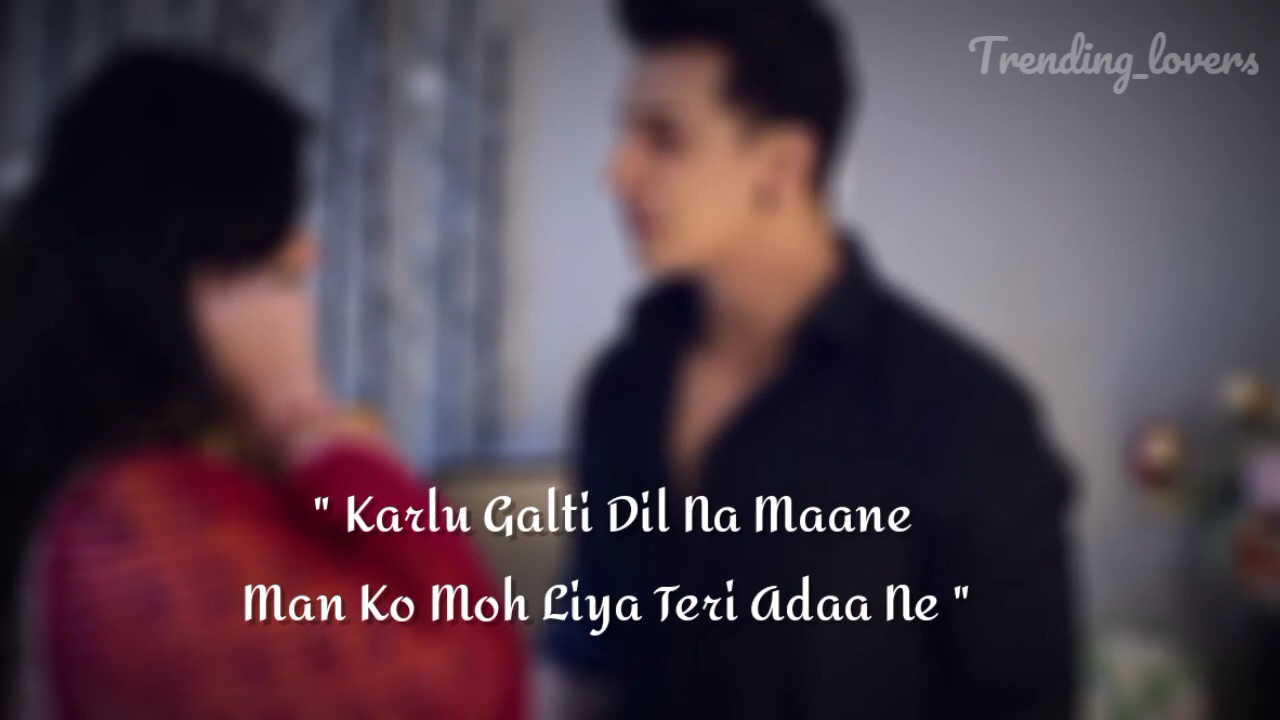 Trending_lovers
" Karlu Galti Dil Na Maane
Man Ko Moh Liya Teri Adaa Ne "